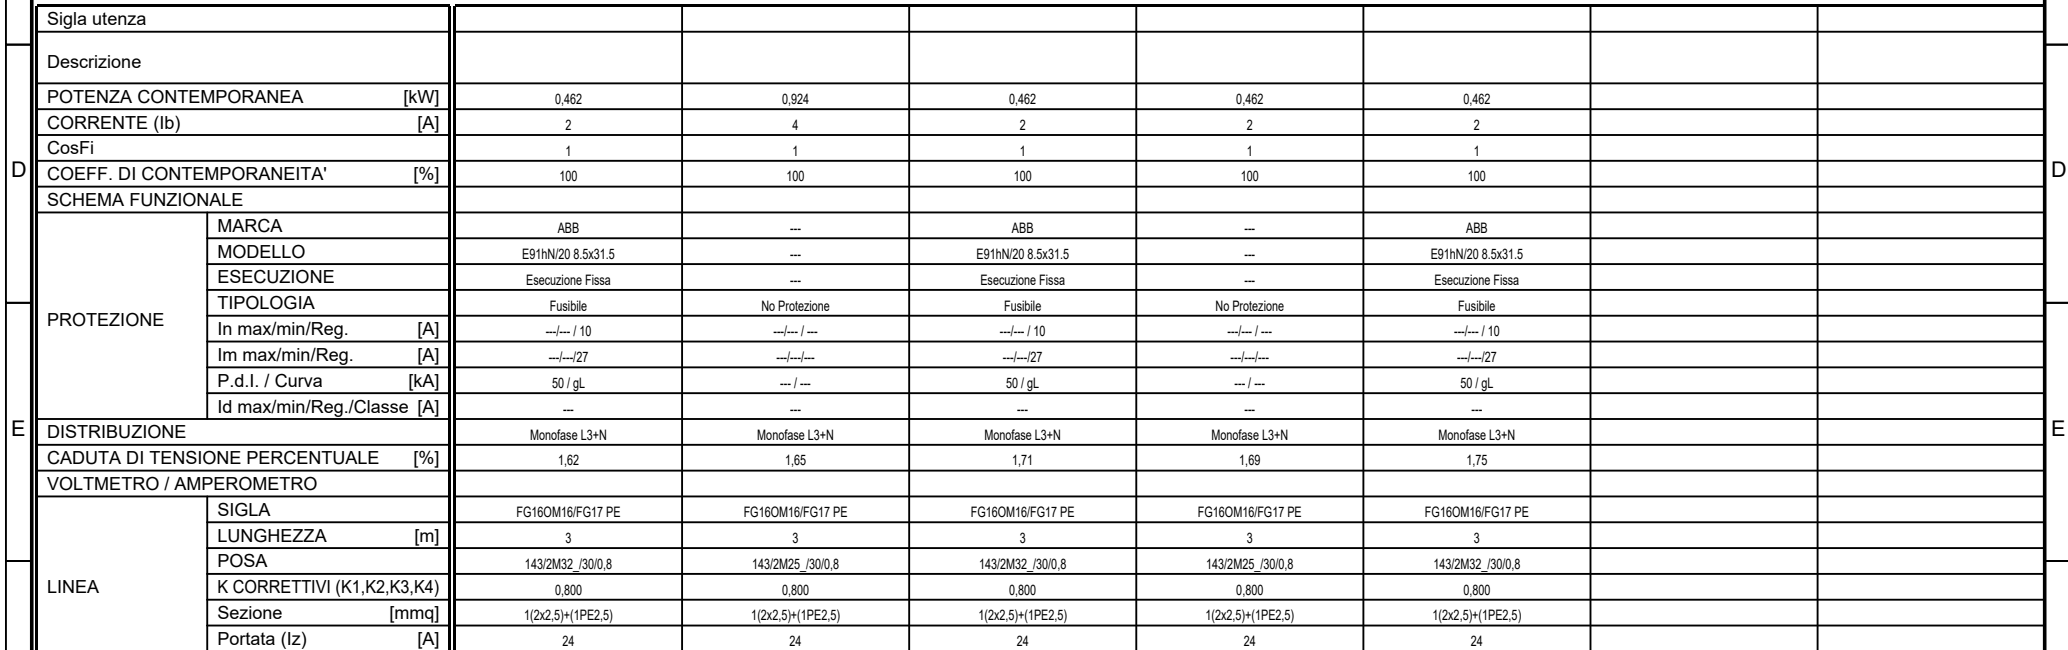 Sigla utenza
Descrizione
POTENZA CONTEMPORANEA [kW] 0,462 0,924 0,462 0,462 0,462
CORRENTE (Ib) [A] 2 4 2 2 2
CosFi 1 1 1 1 1
D COEFF. DI CONTEMPORANEITA' [%] 100 100 100 100 100 D
SCHEMA FUNZIONALE
MARCA ABB --- ABB --- ABB
MODELLO E91hN/20 8.5x31.5 --- E91hN/20 8.5x31.5 --- E91hN/20 8.5x31.5
ESECUZIONE Esecuzione Fissa --- Esecuzione Fissa --- Esecuzione Fissa
TIPOLOGIA Fusibile No Protezione Fusibile No Protezione Fusibile
PROTEZIONE
In max/min/Reg. [A] ---/--- / 10 ---/--- / --- ---/--- / 10 ---/--- / --- ---/--- / 10
Im max/min/Reg. [A] ---/---/27 ---/---/--- ---/---/27 ---/---/--- ---/---/27
P.d.I. / Curva [kA] 50 / gL --- / --- 50 / gL --- / --- 50 / gL
Id max/min/Reg./Classe [A] --- --- --- --- ---
E DISTRIBUZIONE Monofase L3+N Monofase L3+N Monofase L3+N Monofase L3+N Monofase L3+N E
CADUTA DI TENSIONE PERCENTUALE [%] 1,62 1,65 1,71 1,69 1,75
VOLTMETRO / AMPEROMETRO
SIGLA FG16OM16/FG17 PE FG16OM16/FG17 PE FG16OM16/FG17 PE FG16OM16/FG17 PE FG16OM16/FG17 PE
LUNGHEZZA [m] 3 3 3 3 3
POSA 143/2M32_/30/0,8 143/2M25_/30/0,8 143/2M32_/30/0,8 143/2M25_/30/0,8 143/2M32_/30/0,8
LINEA K CORRETTIVI (K1,K2,K3,K4) 0,800 0,800 0,800 0,800 0,800
Sezione [mmq] 1(2x2,5)+(1PE2,5) 1(2x2,5)+(1PE2,5) 1(2x2,5)+(1PE2,5) 1(2x2,5)+(1PE2,5) 1(2x2,5)+(1PE2,5)
Portata (Iz) [A] 24 24 24 24 24